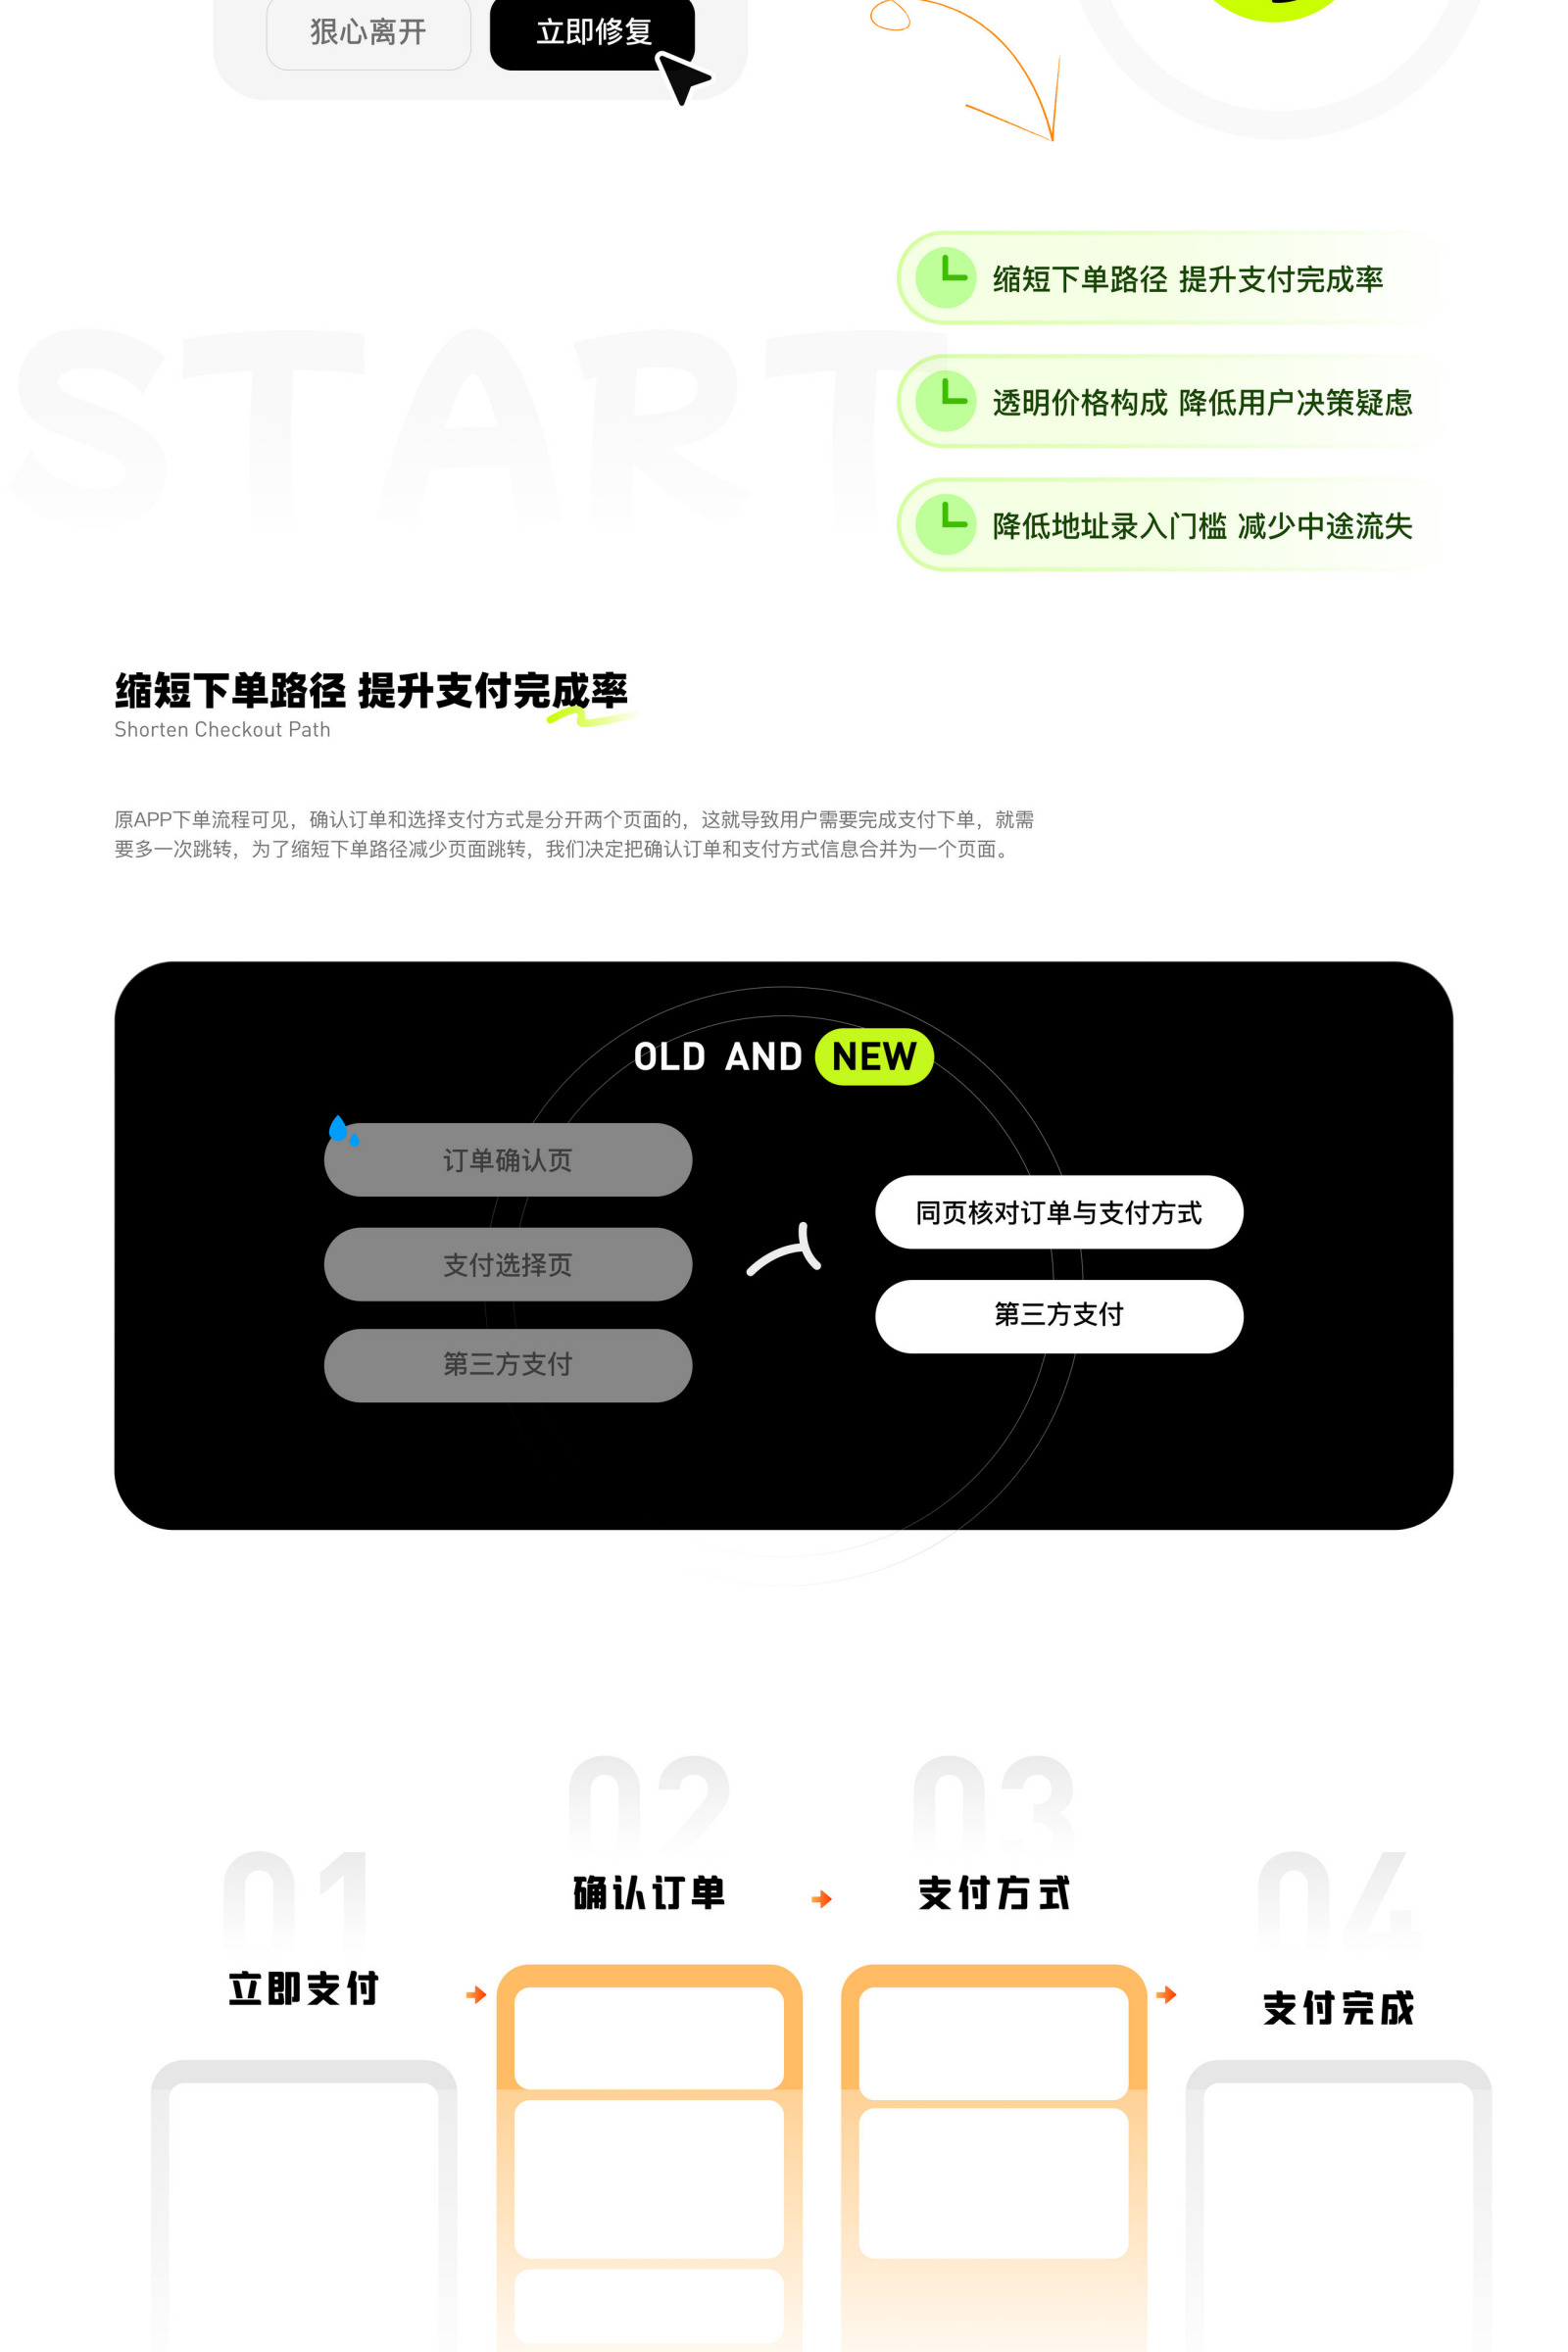 狠心离开
立即修复
缩短下单路径 提升支付完成率
START
透明价格构成 降低用户决策疑虑
降低地址录入门槛 减少中途流失
缩短下单路径 提升支付完成率
Shorten Checkout Path
原APP下单流程可见，确认订单和选择支付方式是分开两个页面的，这就导致用户需要完成支付下单，就需
要多一次跳转，为了缩短下单路径减少页面跳转，我们决定把确认订单和支付方式信息合并为一个页面。
OLD AND NEW
订单确认页
支付选择页
第三方支付
同页核对订单与支付方式
第三方支付
01
立即支付
02
确认订单
03
支付方式
04
支付完成